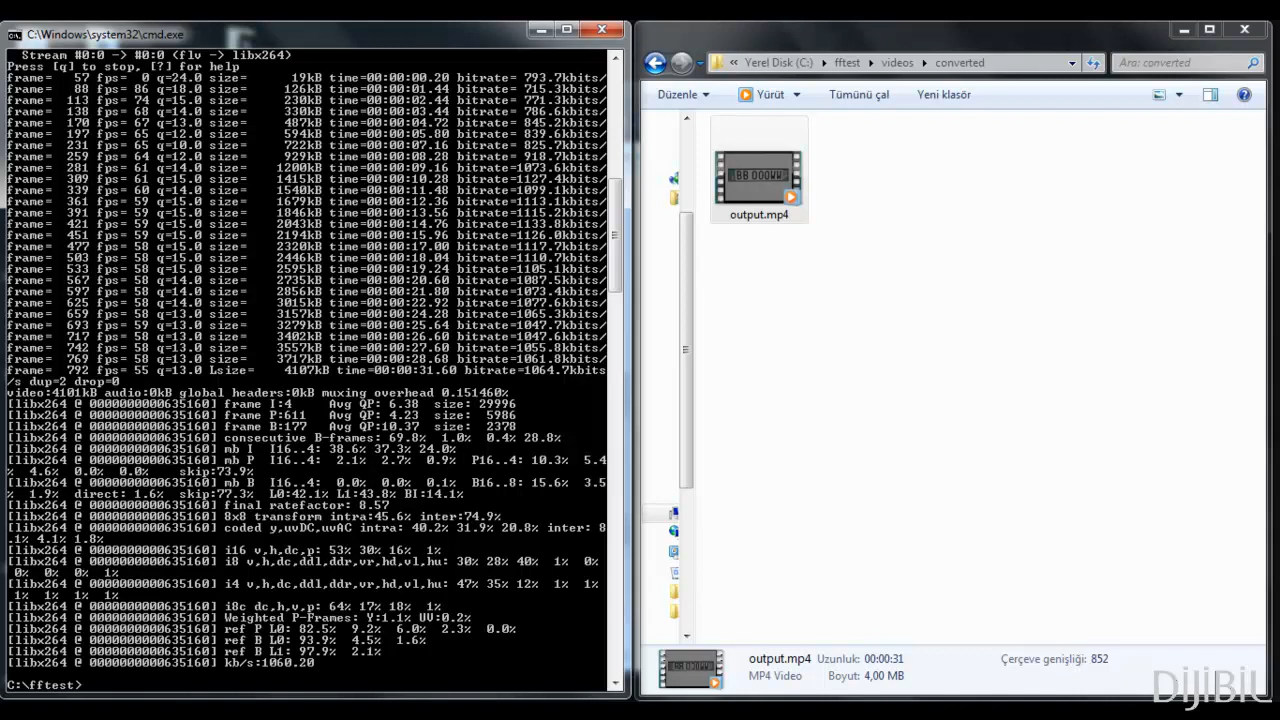 C:\Windows\system32\cmd.exe
Stream #0:0 -> #0:0 (flv -> libx264)
Press [q] to stop, [?] for help
frame=   57 fps=  0 q=24.0 size=      19kB time=00:00:00.20 bitrate= 793.7kbits/
frame=   88 fps= 86 q=18.0 size=     126kB time=00:00:01.44 bitrate= 715.3kbits/
frame=  113 fps= 74 q=15.0 size=     230kB time=00:00:02.44 bitrate= 771.3kbits/
frame=  138 fps= 68 q=14.0 size=     330kB time=00:00:03.44 bitrate= 786.6kbits/
frame=  170 fps= 67 q=13.0 size=     487kB time=00:00:04.72 bitrate= 845.2kbits/
frame=  197 fps= 65 q=12.0 size=     594kB time=00:00:05.80 bitrate= 839.6kbits/
frame=  231 fps= 65 q=10.0 size=     722kB time=00:00:07.16 bitrate= 825.7kbits/
frame=  259 fps= 64 q=12.0 size=     929kB time=00:00:08.28 bitrate= 918.7kbits/
frame=  281 fps= 61 q=14.0 size=    1200kB time=00:00:09.16 bitrate=1073.6kbits/
frame=  309 fps= 61 q=15.0 size=    1415kB time=00:00:10.28 bitrate=1127.4kbits/
frame=  339 fps= 60 q=14.0 size=    1540kB time=00:00:11.48 bitrate=1099.1kbits/
frame=  361 fps= 59 q=15.0 size=    1679kB time=00:00:12.36 bitrate=1113.1kbits/
frame=  391 fps= 59 q=15.0 size=    1846kB time=00:00:13.56 bitrate=1115.2kbits/
frame=  421 fps= 59 q=15.0 size=    2043kB time=00:00:14.76 bitrate=1133.8kbits/
frame=  451 fps= 59 q=15.0 size=    2194kB time=00:00:15.96 bitrate=1126.0kbits/
frame=  477 fps= 58 q=15.0 size=    2320kB time=00:00:17.00 bitrate=1117.7kbits/
frame=  503 fps= 58 q=15.0 size=    2446kB time=00:00:18.04 bitrate=1110.7kbits/
frame=  533 fps= 58 q=15.0 size=    2595kB time=00:00:19.24 bitrate=1105.1kbits/
frame=  567 fps= 58 q=14.0 size=    2735kB time=00:00:20.60 bitrate=1087.5kbits/
frame=  597 fps= 58 q=14.0 size=    2856kB time=00:00:21.80 bitrate=1073.4kbits/
frame=  625 fps= 58 q=14.0 size=    3015kB time=00:00:22.92 bitrate=1077.6kbits/
frame=  659 fps= 58 q=13.0 size=    3157kB time=00:00:24.28 bitrate=1065.3kbits/
frame=  693 fps= 59 q=13.0 size=    3279kB time=00:00:25.64 bitrate=1047.7kbits/
frame=  717 fps= 58 q=14.0 size=    3402kB time=00:00:26.60 bitrate=1047.6kbits/
frame=  742 fps= 58 q=13.0 size=    3557kB time=00:00:27.60 bitrate=1055.8kbits/
frame=  769 fps= 58 q=13.0 size=    3717kB time=00:00:28.68 bitrate=1061.8kbits/
frame=  792 fps= 55 q=13.0 Lsize=    4107kB time=00:00:31.60 bitrate=1064.7kbits
/s dup=2 drop=0
video:4101kB audio:0kB global headers:0kB muxing overhead 0.151460%
[libx264 @ 0000000000635160] frame I:4     Avg QP: 6.38  size: 29996
[libx264 @ 0000000000635160] frame P:611   Avg QP: 4.23  size:  5986
[libx264 @ 0000000000635160] frame B:177   Avg QP:10.37  size:  2378
[libx264 @ 0000000000635160] consecutive B-frames: 69.8%  1.0%  0.4% 28.8%
[libx264 @ 0000000000635160] mb I  I16..4: 38.6% 37.3% 24.0%
[libx264 @ 0000000000635160] mb P  I16..4:  2.1%  2.7%  0.9%  P16..4: 10.3%  5.4
%  4.6%  0.0%  0.0%    skip:73.9%
[libx264 @ 0000000000635160] mb B  I16..4:  0.0%  0.0%  0.1%  B16..8: 15.6%  3.5
%  1.9%  direct: 1.6%  skip:77.3%  L0:42.1% L1:43.8% BI:14.1%
[libx264 @ 0000000000635160] final ratefactor: 8.57
[libx264 @ 0000000000635160] 8x8 transform intra:45.6% inter:74.9%
[libx264 @ 0000000000635160] coded y,uvDC,uvAC intra: 40.2% 31.9% 20.8% inter: 8
.1% 4.1% 1.8%
[libx264 @ 0000000000635160] i16 v,h,dc,p: 53% 30% 16%  1%
[libx264 @ 0000000000635160] i8 v,h,dc,ddl,ddr,vr,hd,vl,hu: 30% 28% 40%  1%  0%
 0%  0%  0%  1%
[libx264 @ 0000000000635160] i4 v,h,dc,ddl,ddr,vr,hd,vl,hu: 47% 35% 12%  1%  1%
 1%  1%  1%  1%
[libx264 @ 0000000000635160] i8c dc,h,v,p: 64% 17% 18%  1%
[libx264 @ 0000000000635160] Weighted P-Frames: Y:1.1% UV:0.2%
[libx264 @ 0000000000635160] ref P L0: 82.5%  9.2%  6.0%  2.3%  0.0%
[libx264 @ 0000000000635160] ref B L0: 93.9%  4.5%  1.6%
[libx264 @ 0000000000635160] ref B L1: 97.9%  2.1%
[libx264 @ 0000000000635160] kb/s:1060.20
C:\fftest>
Yerel Disk (C:) fftest videos converted
Ara: converted
Düzenle Yürüt Tümünü çal Yeni klasör
output.mp4
output.mp4 Uzunluk: 00:00:31 Çerçeve genişliği: 852
MP4 Video Boyut: 4,00 MB
DijiBiL